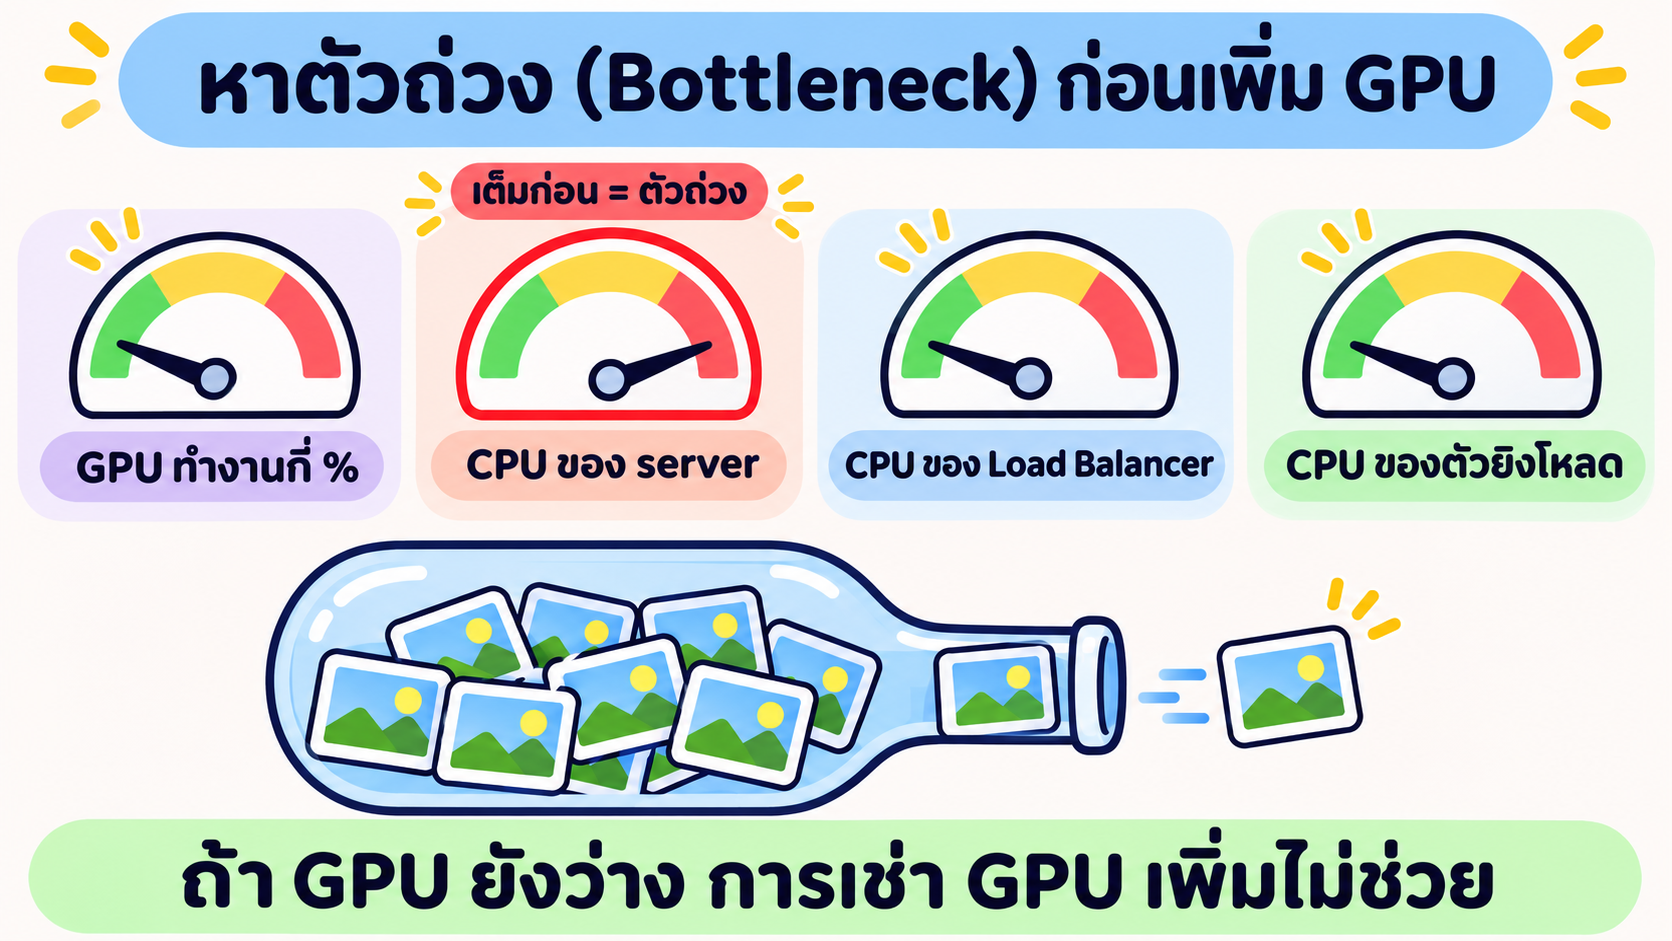 หาตัวถ่วง (Bottleneck) ก่อนเพิ่ม GPU
เต็มก่อน = ตัวถ่วง
GPU ทำงานกี่ %
CPU ของ server
CPU ของ Load Balancer
CPU ของตัวยิงโหลด
ถ้า GPU ยังว่าง การเช่า GPU เพิ่มไม่ช่วย